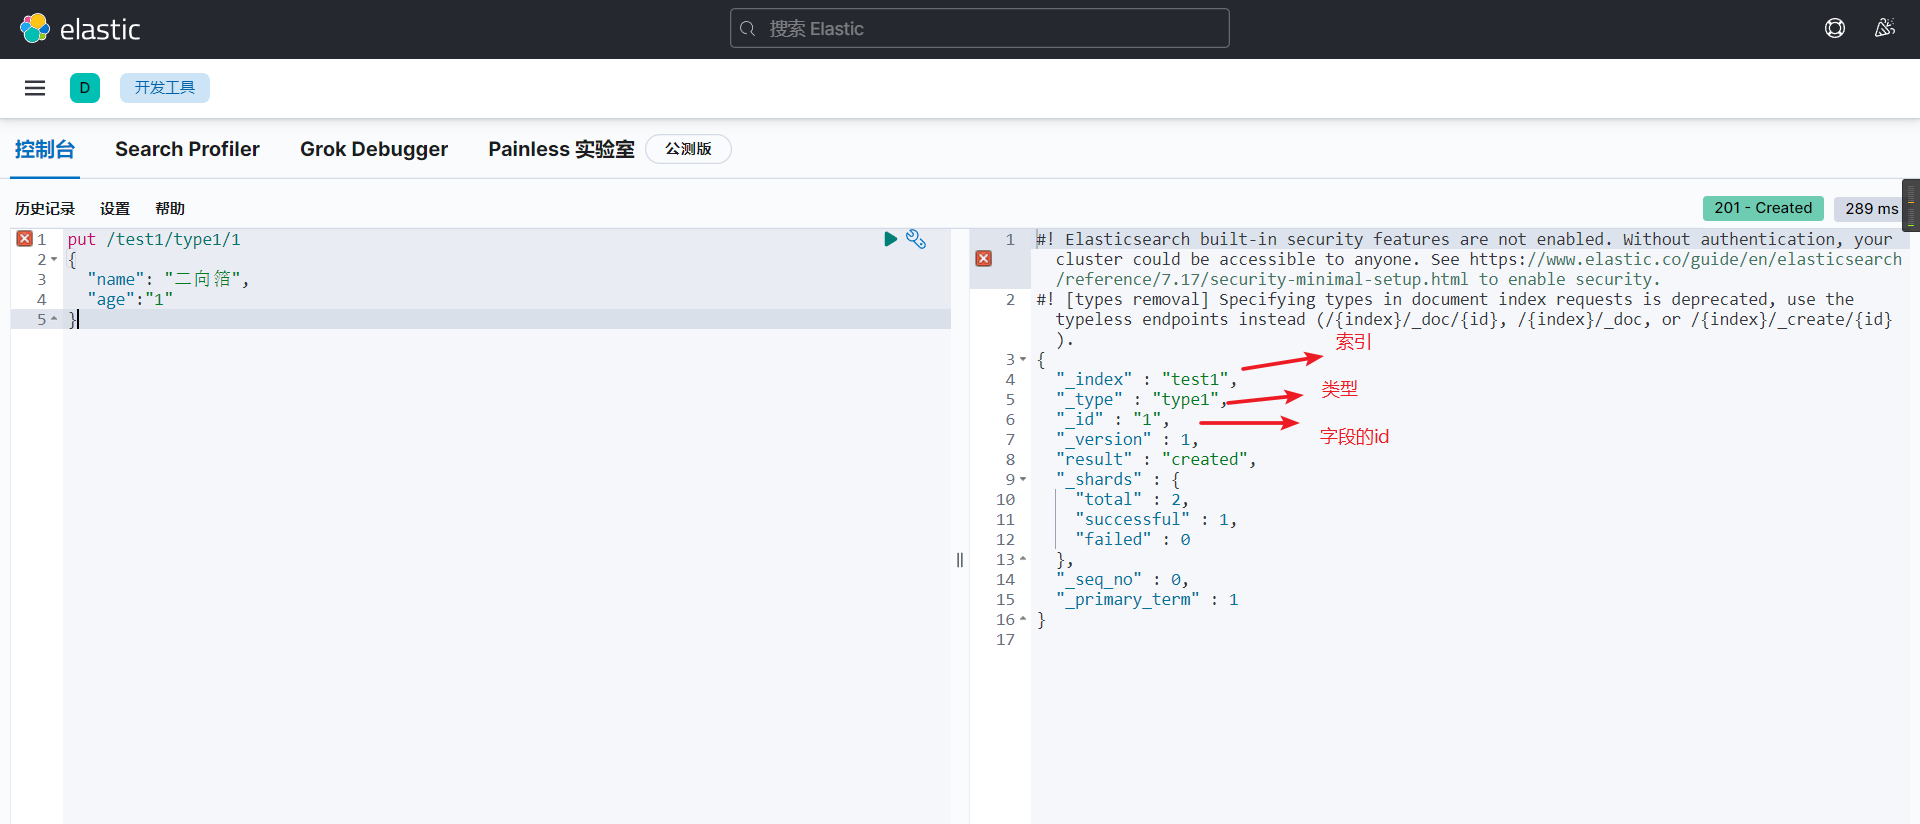 elastic
搜索 Elastic
D
开发工具
控制台
Search Profiler
Grok Debugger
Painless 实验室
公测版
历史记录
设置
帮助
201 - Created
289 ms
1 put /test1/type1/1
2 {
3 "name": "二向箔",
4 "age":"1"
5 }
1 #! Elasticsearch built-in security features are not enabled. Without authentication, your
cluster could be accessible to anyone. See https://www.elastic.co/guide/en/elasticsearch
/reference/7.17/security-minimal-setup.html to enable security.
2 #! [types removal] Specifying types in document index requests is deprecated, use the
typeless endpoints instead (/{index}/_doc/{id}, /{index}/_doc, or /{index}/_create/{id}
).
索引
3 {
4 "_index" : "test1",
类型
5 "_type" : "type1",
6 "_id" : "1",
字段的id
7 "_version" : 1,
8 "result" : "created",
9 "_shards" : {
10 "total" : 2,
11 "successful" : 1,
12 "failed" : 0
13 },
14 "_seq_no" : 0,
15 "_primary_term" : 1
16 }
17